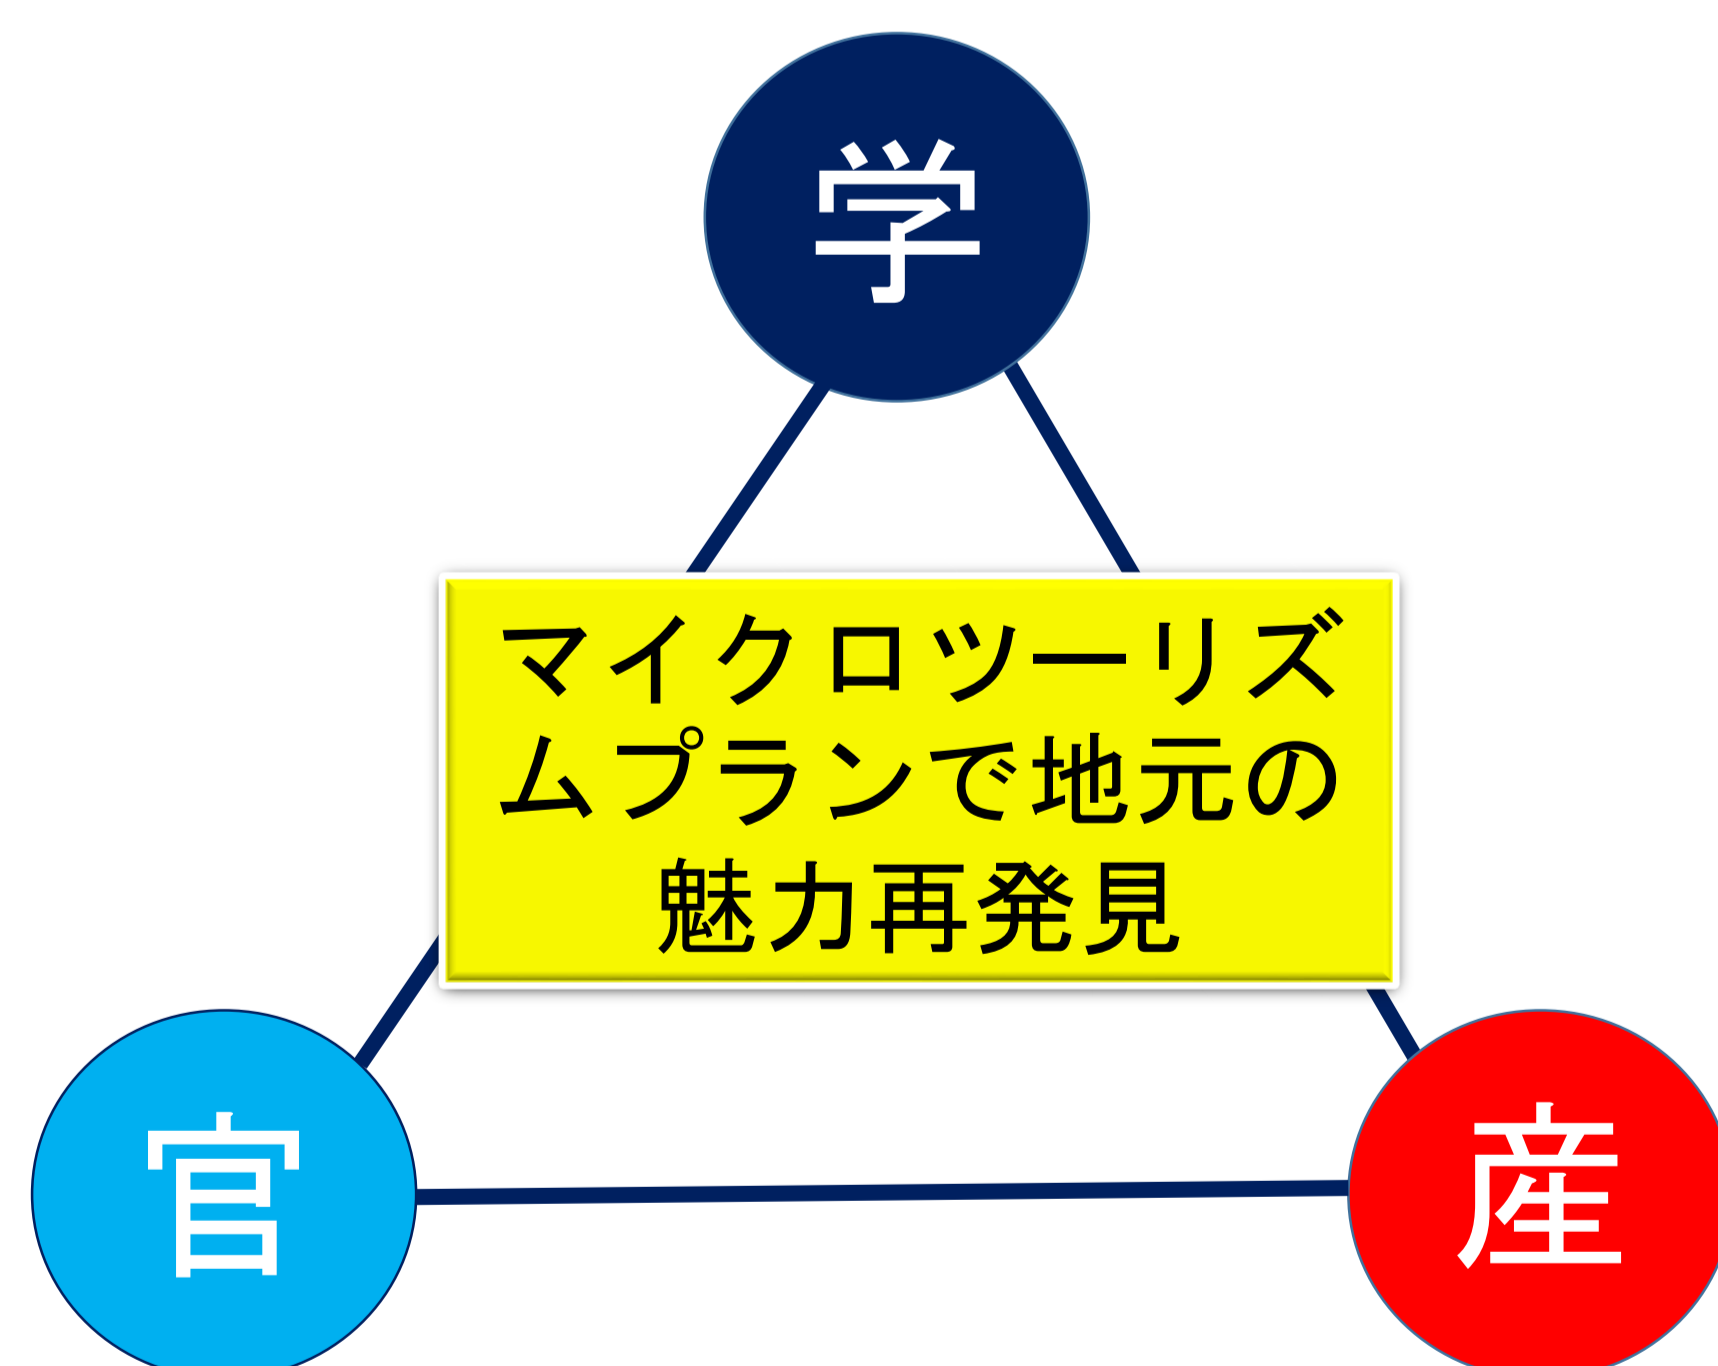 学
マイクロツーリズ
ムプランで地元の
魅力再発見
官
産